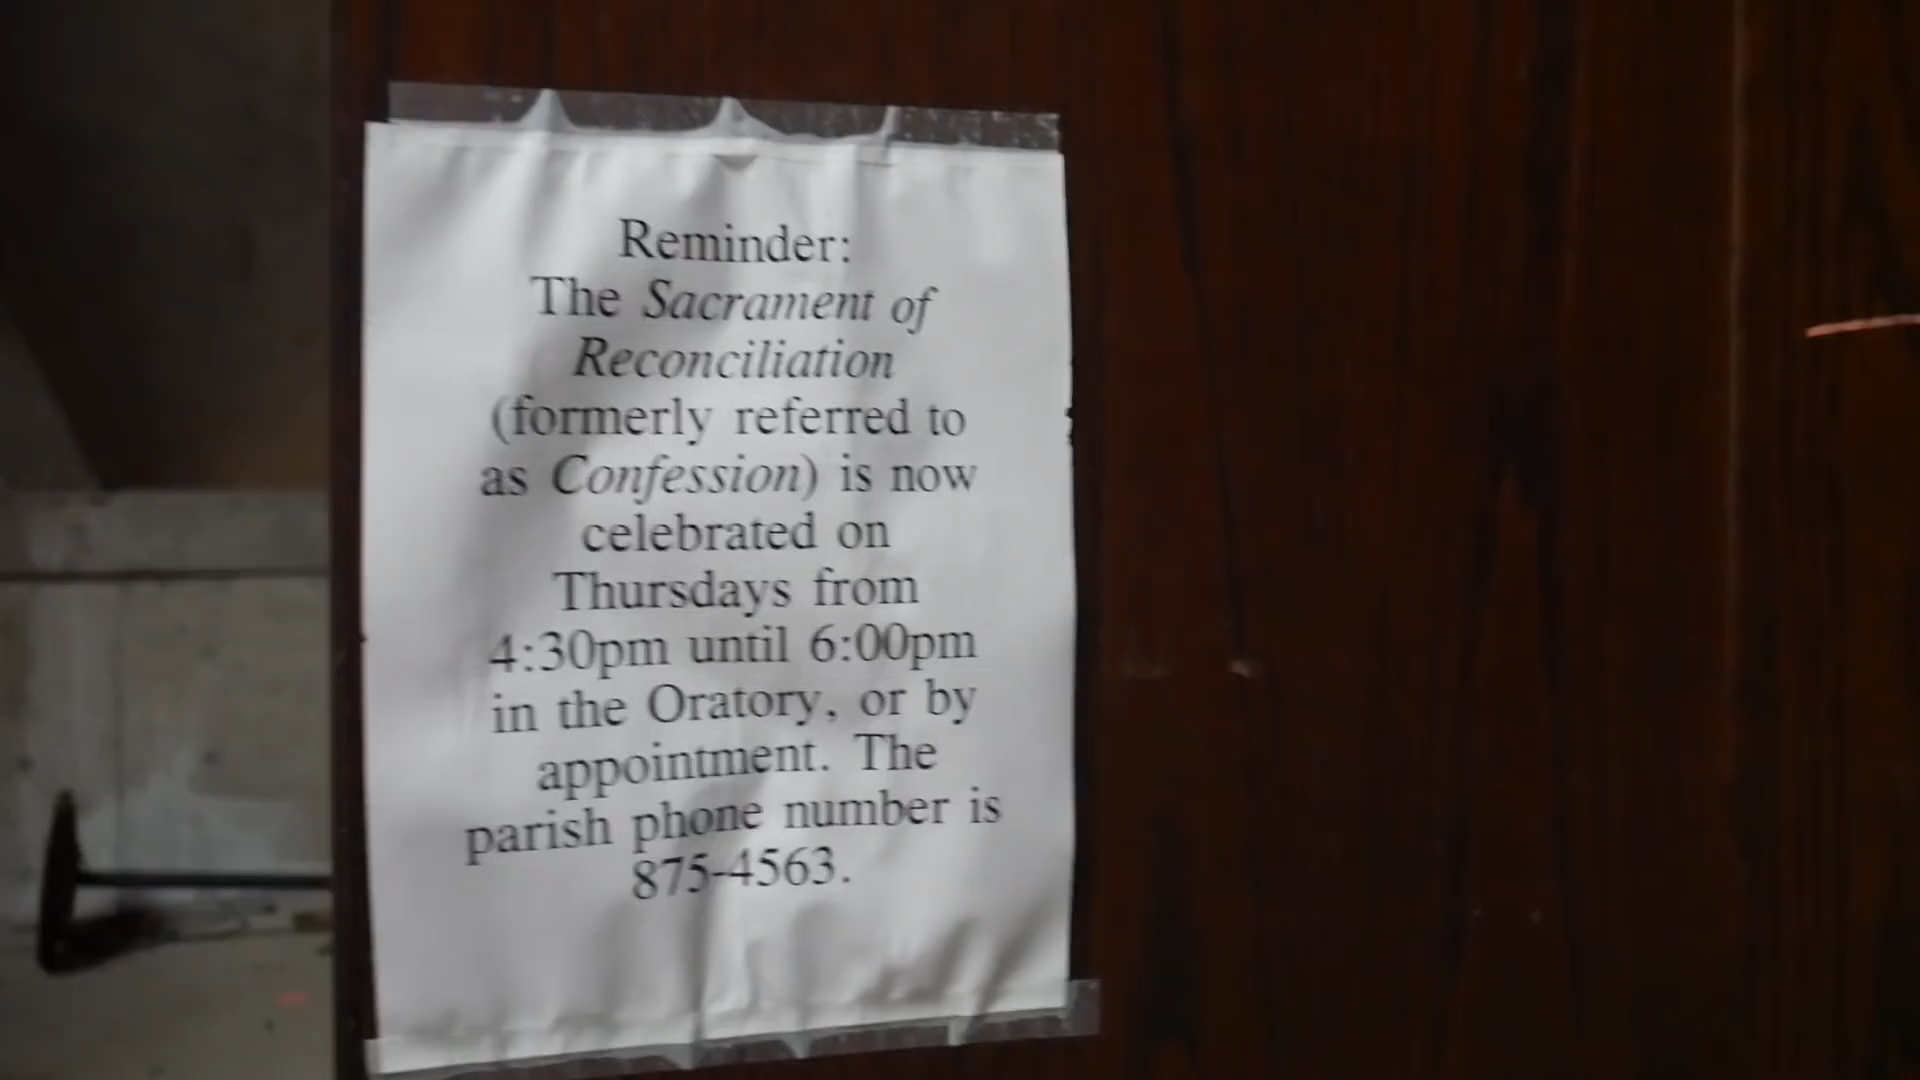 Reminder:
The Sacrament of
Reconciliation
(formerly referred to
as Confession) is now
celebrated on
Thursdays from
4:30pm until 6:00pm
in the Oratory, or by
appointment. The
parish phone number is
875-4563.